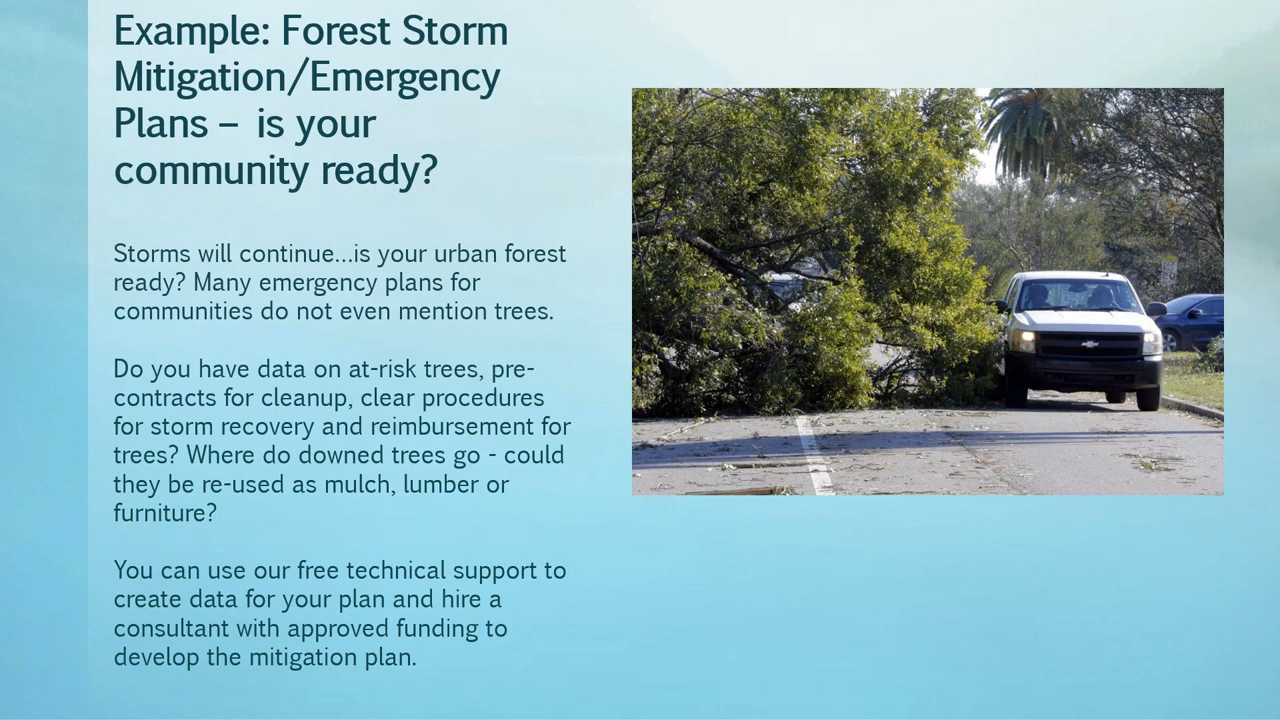 Example: Forest Storm
Mitigation/Emergency
Plans – is your
community ready?
Storms will continue...is your urban forest
ready? Many emergency plans for
communities do not even mention trees.
Do you have data on at-risk trees, pre-
contracts for cleanup, clear procedures
for storm recovery and reimbursement for
trees? Where do downed trees go - could
they be re-used as mulch, lumber or
furniture?
You can use our free technical support to
create data for your plan and hire a
consultant with approved funding to
develop the mitigation plan.